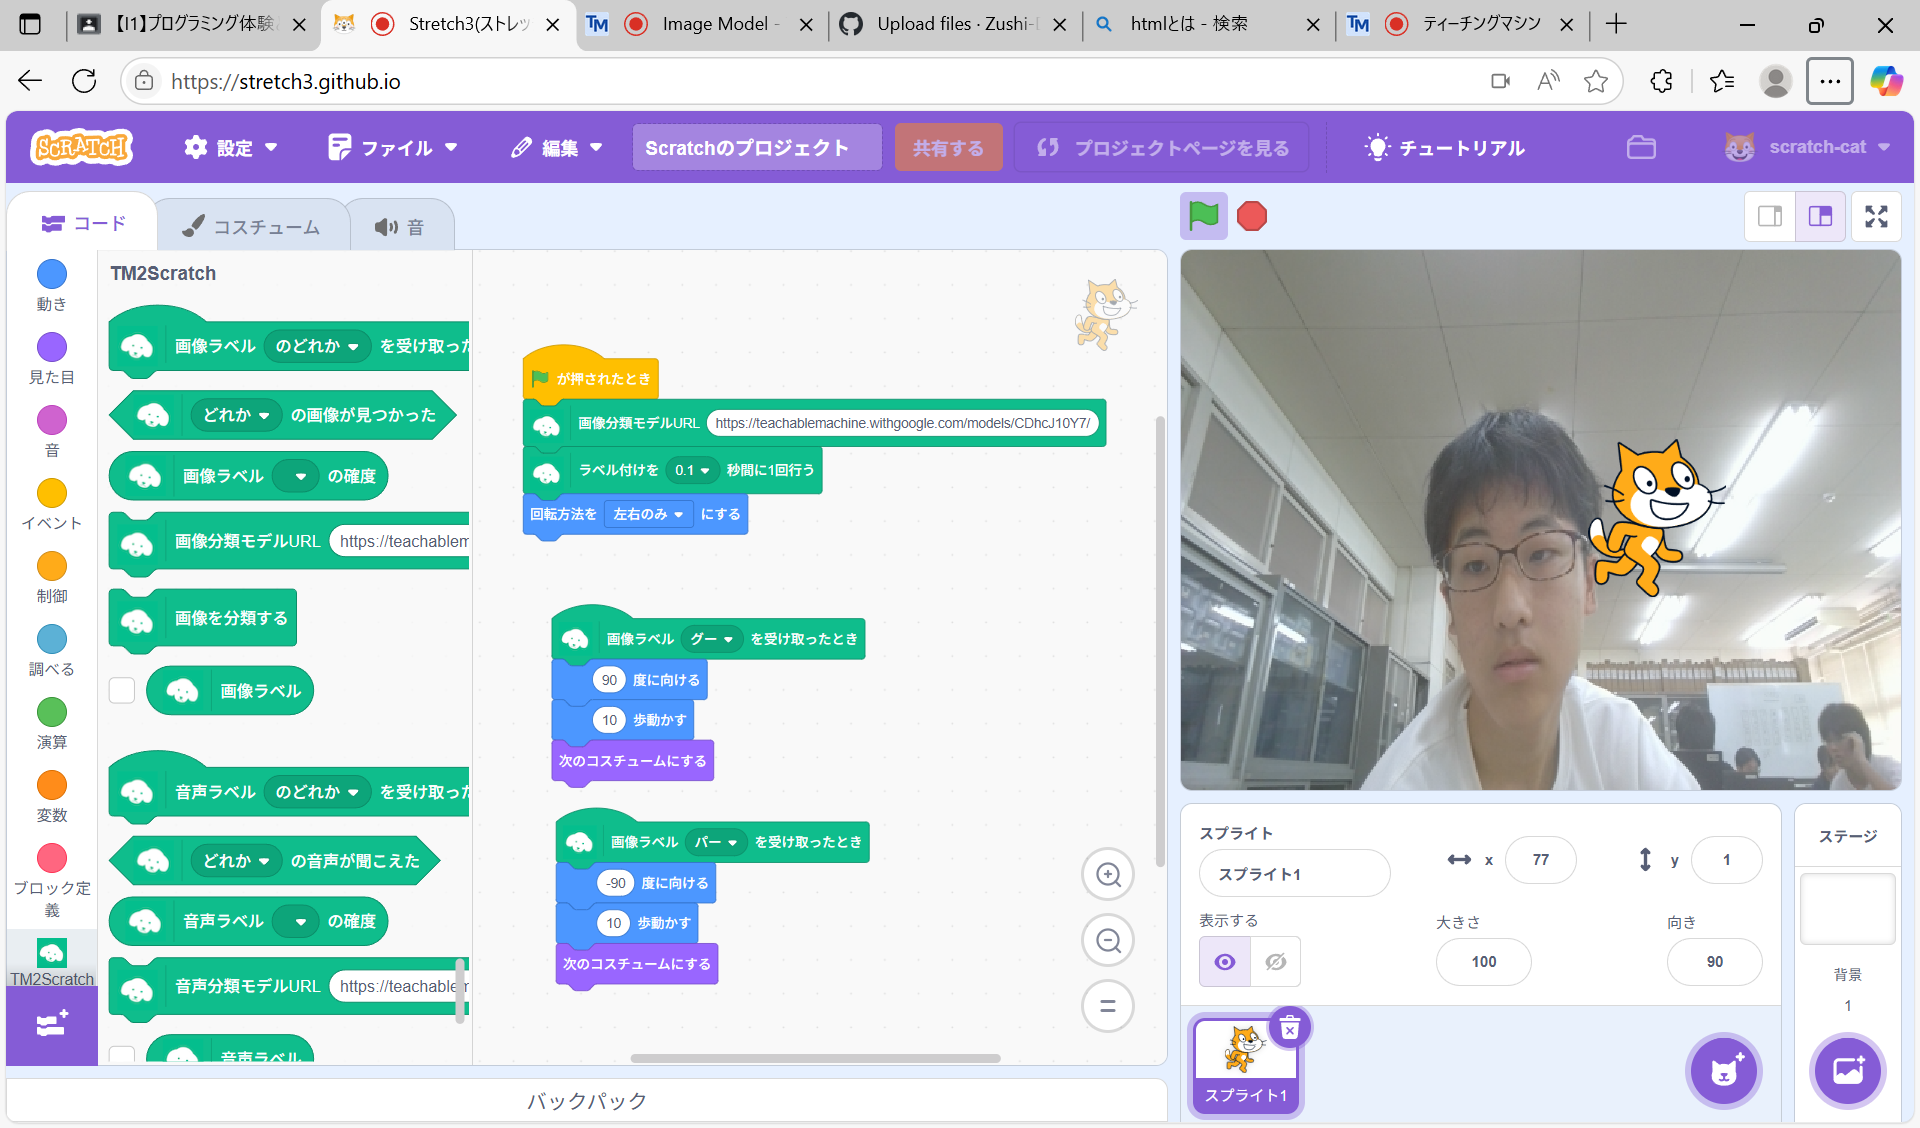 【I1】プログラミング体験
Stretch3(ストレッ
Image Model -
Upload files · Zushi-
htmlとは - 検索
ティーチングマシン
https://stretch3.github.io
SCRATCH
設定
ファイル
編集
Scratchのプロジェクト
共有する
プロジェクトページを見る
チュートリアル
scratch-cat
コード
コスチューム
音
動き
見た目
音
イベント
制御
調べる
演算
変数
ブロック定
義
TM2Scratch
TM2Scratch
画像ラベル のどれか を受け取った
どれか の画像が見つかった
画像ラベル の確度
画像分類モデルURL https://teachablem
画像を分類する
画像ラベル
音声ラベル のどれか を受け取った
どれか の音声が聞こえた
音声ラベル の確度
音声分類モデルURL https://teachablem
音声ラベル
が押されたとき
画像分類モデルURL https://teachablemachine.withgoogle.com/models/CDhcJ10Y7/
ラベル付けを 0.1 秒間に1回行う
回転方法を 左右のみ にする
画像ラベル グー を受け取ったとき
90 度に向ける
10 歩動かす
次のコスチュームにする
画像ラベル パー を受け取ったとき
-90 度に向ける
10 歩動かす
次のコスチュームにする
バックパック
スプライト
スプライト1
x 77
y 1
表示する
大きさ
100
向き
90
スプライト1
ステージ
背景
1